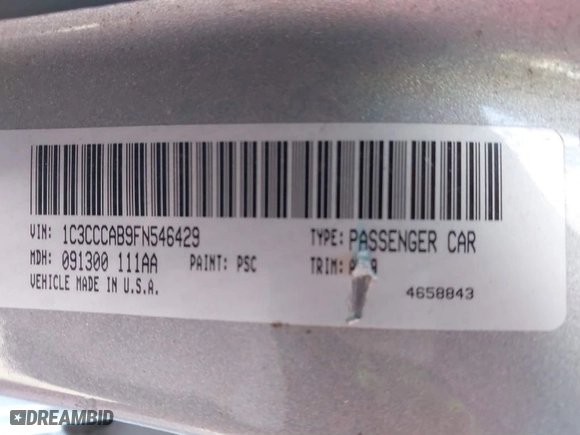 VIN: 1C3CCCAB9FN546429 TYPE: PASSENGER CAR
MDH: 091300 111AA PAINT: PSC TRIM:
VEHICLE MADE IN U.S.A. 4658843
DREAMBID